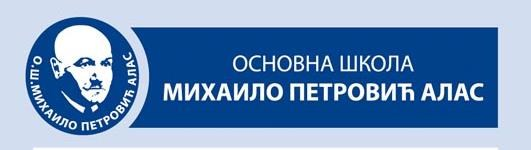 О.Ш. МИХАИЛО ПЕТРОВИЋ АЛАС
ОСНОВНА ШКОЛА
МИХАИЛО ПЕТРОВИЋ АЛАС